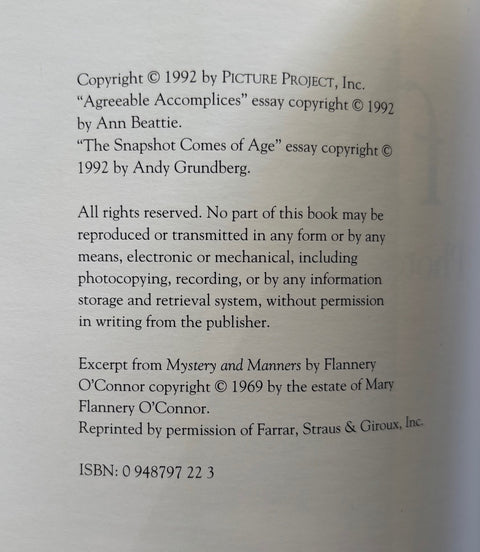 Copyright © 1992 by PICTURE PROJECT, Inc.
“Agreeable Accomplices” essay copyright © 1992
by Ann Beattie.
“The Snapshot Comes of Age” essay copyright ©
1992 by Andy Grundberg.
All rights reserved. No part of this book may be
reproduced or transmitted in any form or by any
means, electronic or mechanical, including
photocopying, recording, or by any information
storage and retrieval system, without permission
in writing from the publisher.
Excerpt from Mystery and Manners by Flannery
O’Connor copyright © 1969 by the estate of Mary
Flannery O’Connor.
Reprinted by permission of Farrar, Straus & Giroux, Inc.
ISBN: 0 948797 22 3